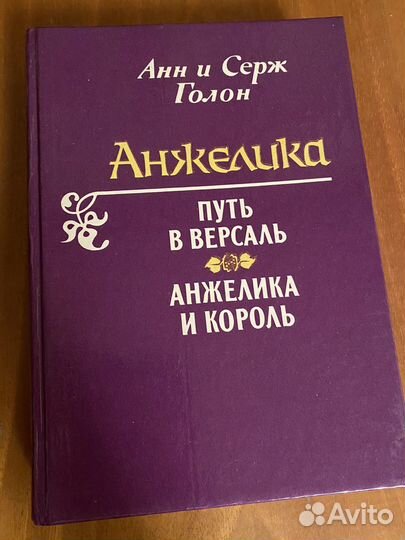 Анн и Серж
Голон
Анжелика
ПУТЬ
В ВЕРСАЛЬ
АНЖЕЛИКА
И КОРОЛЬ
Avito